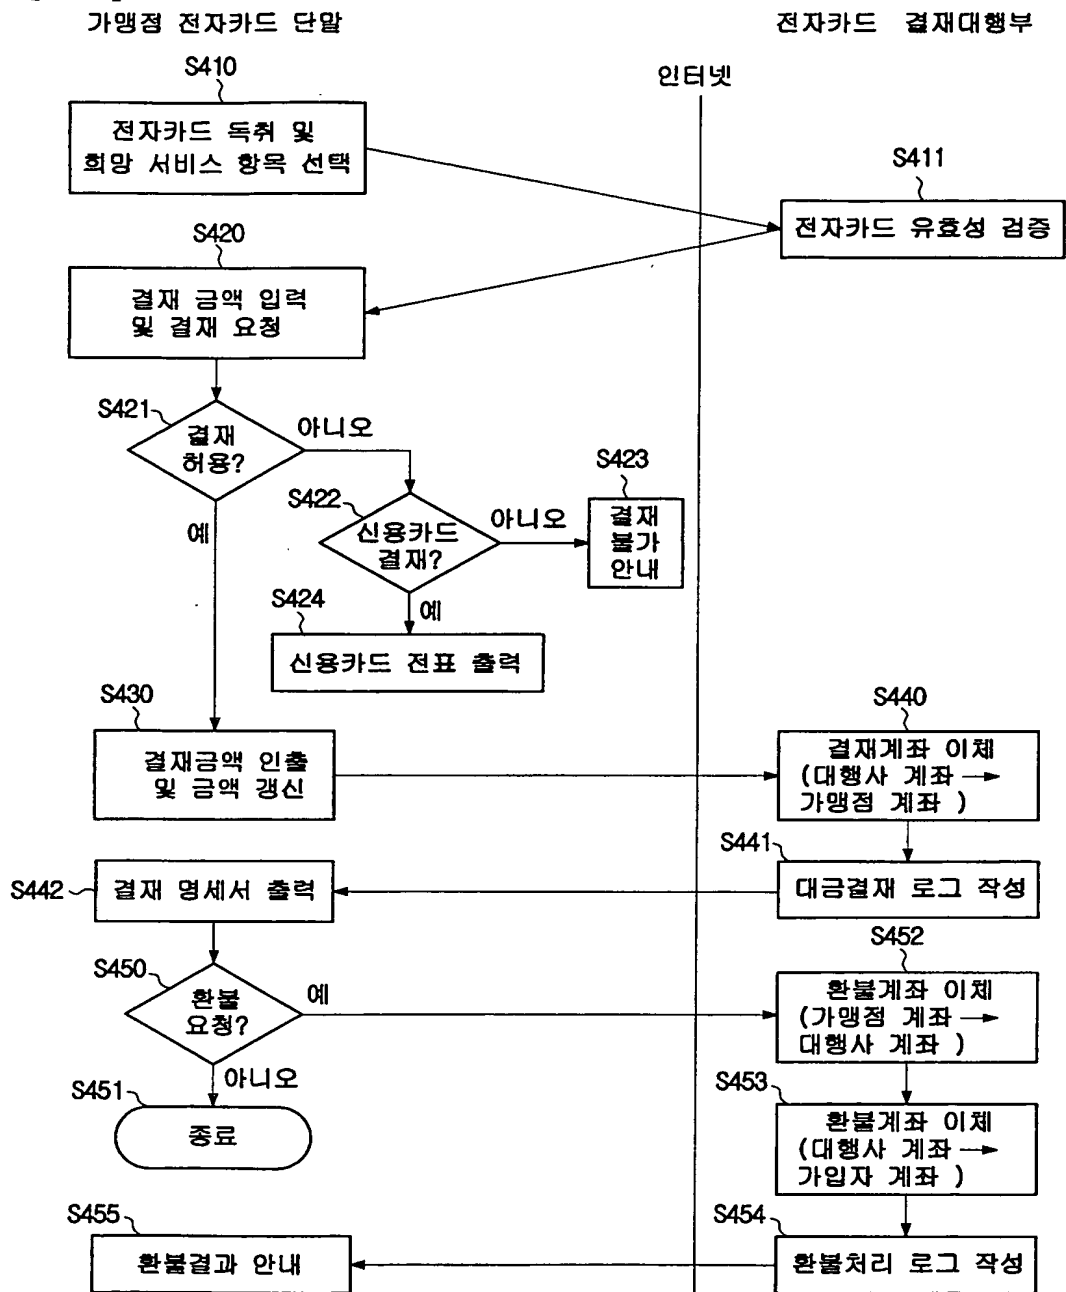 가맹점 전자카드 단말
전자카드 결재대행부
S410
인터넷
전자카드 독취 및
희망 서비스 항목 선택
S411
전자카드 유효성 검증
S420
결재 금액 입력
및 결재 요청
S421
결재
허용?
아니오
예
S422
신용카드
결재?
아니오
S423
결재
불가
안내
예
S424
신용카드 전표 출력
S430
결재금액 인출
및 금액 갱신
S440
결재계좌 이체
(대행사 계좌 →
가맹점 계좌 )
S441
대금결재 로그 작성
S442
결재 명세서 출력
S450
환불
요청?
예
S452
환불계좌 이체
(가맹점 계좌 →
대행사 계좌 )
아니오
S451
종료
S453
환불계좌 이체
(대행사 계좌 →
가입자 계좌 )
S454
환불처리 로그 작성
S455
환불결과 안내